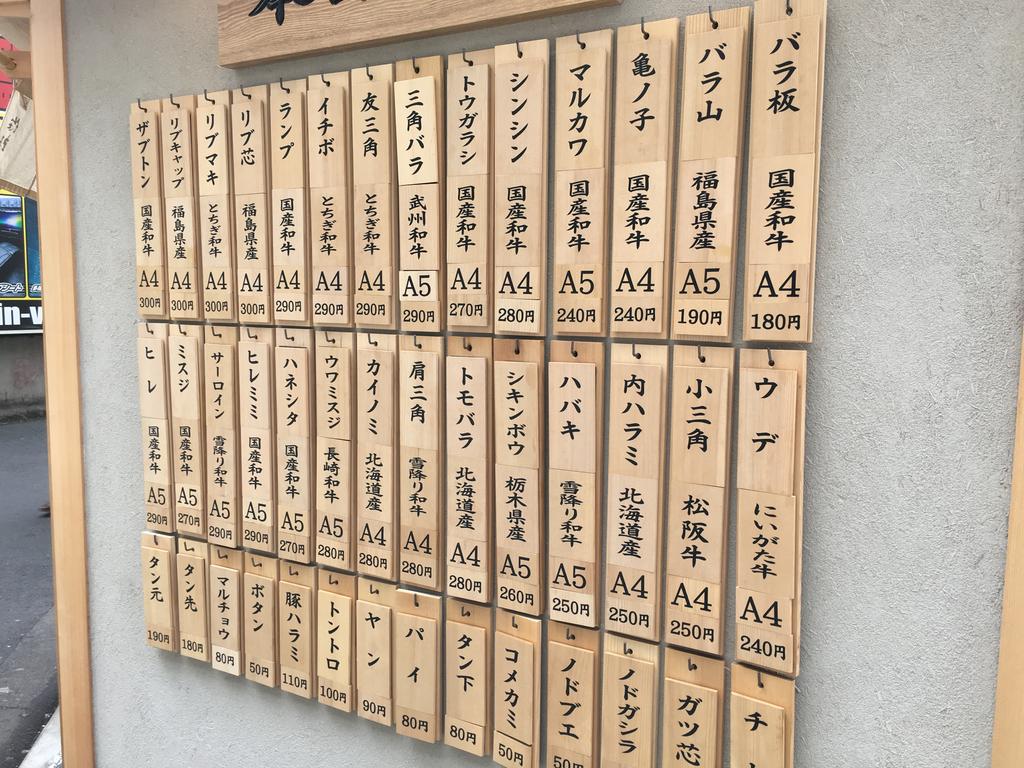 ザブトン 国産和牛 A4 300円
リブキャップ 福島県産 A4 300円
リブマキ とちぎ和牛 A4 300円
リブ芯 福島県産 A4 300円
ランプ 国産和牛 A4 290円
イチボ とちぎ和牛 A4 290円
友三角 とちぎ和牛 A4 290円
三角バラ 武州和牛 A5 290円
トウガラシ 国産和牛 A4 270円
シンシン 国産和牛 A4 280円
マルカワ 国産和牛 A5 240円
亀ノ子 国産和牛 A4 240円
バラ山 福島県産 A5 190円
バラ板 国産和牛 A4 180円
ヒレ 国産和牛 A5 290円
ミスジ 国産和牛 A5 270円
サーロイン 雪降り和牛 A5 290円
ヒレミミ 国産和牛 A5 290円
ハネシタ 国産和牛 A5 270円
ウワミスジ 長崎和牛 A5 280円
カイノミ 北海道産 A4 280円
肩三角 雪降り和牛 A4 280円
トモバラ 北海道産 A4 280円
シキンボウ 栃木県産 A5 260円
ハバキ 雪降り和牛 A5 250円
内ハラミ 北海道産 A4 250円
小三角 松阪牛 A4 250円
ウデ にいがた牛 A4 240円
タン元 190円
タン先 180円
マルチョウ 80円
ボタン 50円
豚ハラミ 110円
トントロ 100円
ヤン 90円
パイ 80円
タン下 80円
コメカミ 50円
ノドブエ 50円
ノドガシラ
ガツ芯
チ
in-v